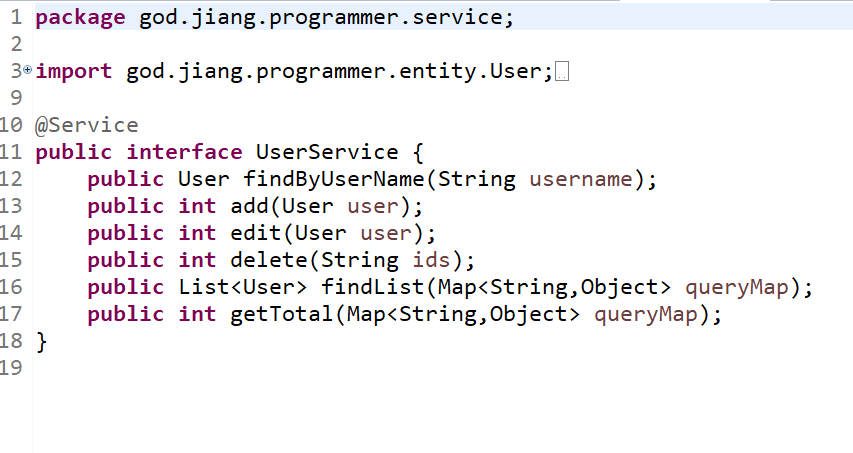 1 package god.jiang.programmer.service;
2
3 import god.jiang.programmer.entity.User;
9
10 @Service
11 public interface UserService {
12 public User findByUserName(String username);
13 public int add(User user);
14 public int edit(User user);
15 public int delete(String ids);
16 public List<User> findList(Map<String,Object> queryMap);
17 public int getTotal(Map<String,Object> queryMap);
18 }
19